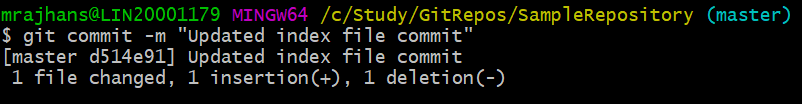 mrajhans@LIN20001179 MINGW64 /c/Study/GitRepos/SampleRepository (master)
$ git commit -m "Updated index file commit"
[master d514e91] Updated index file commit
 1 file changed, 1 insertion(+), 1 deletion(-)